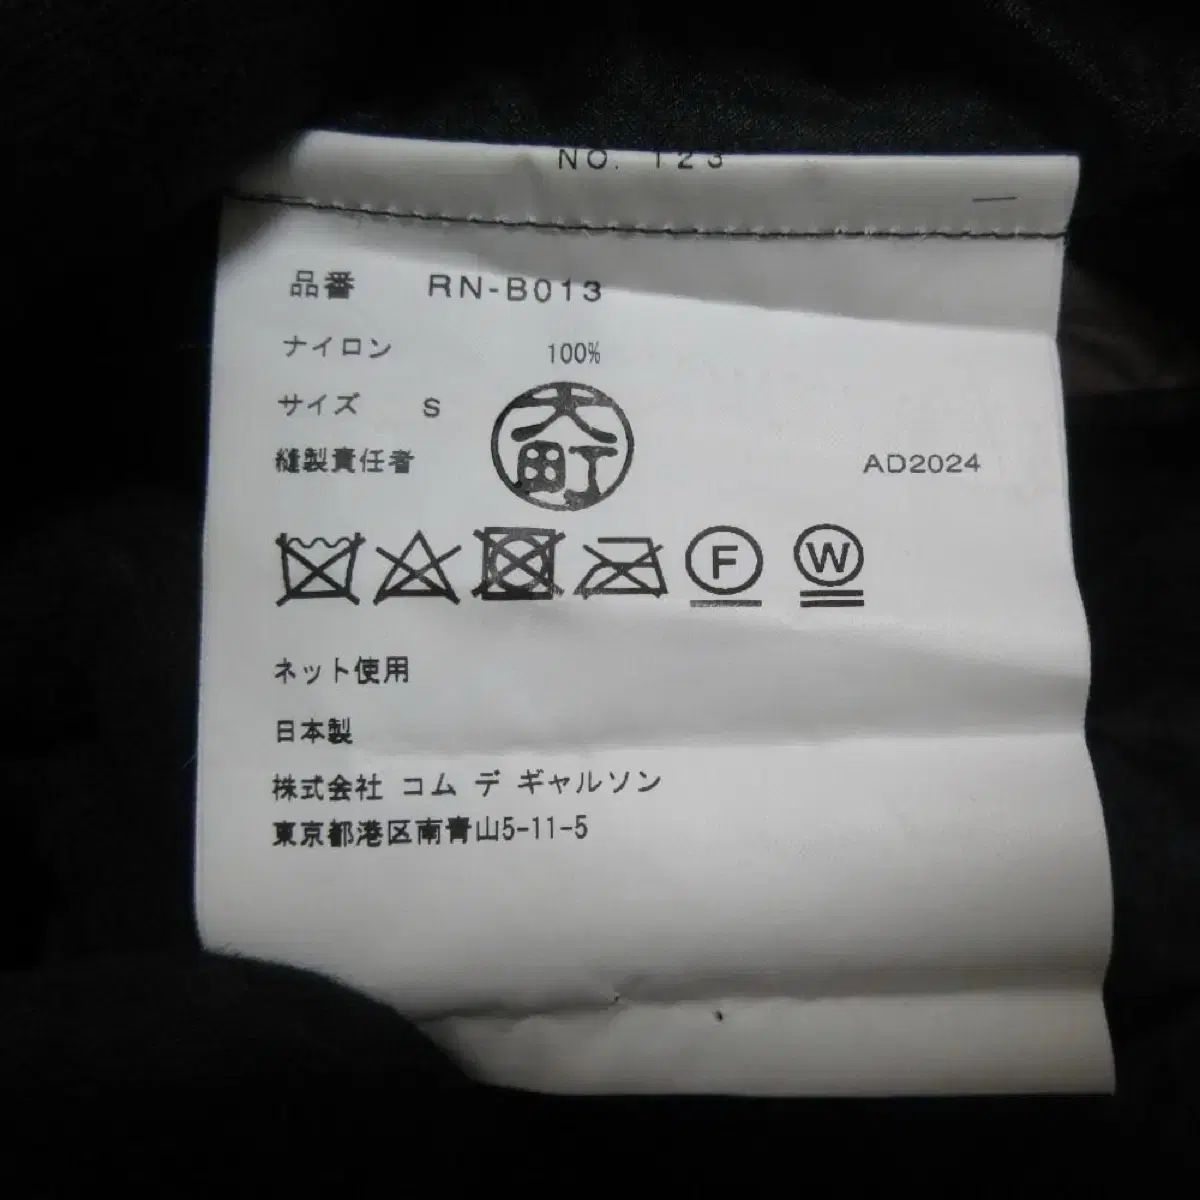 NO. 123
品番 RN-B013
ナイロン 100%
サイズ S
大町
縫製責任者
AD2024
F W
ネット使用
日本製
株式会社 コム デ ギャルソン
東京都港区南青山5-11-5